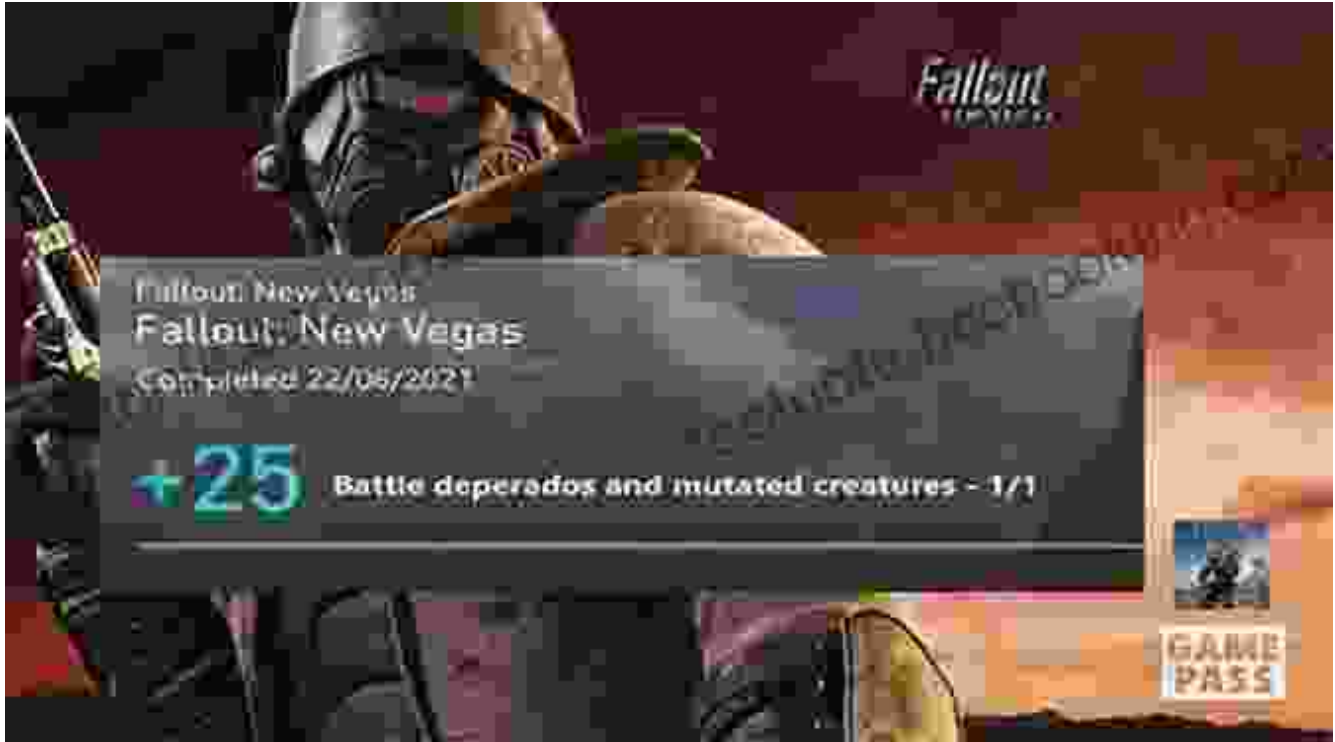 Fallout
Fallout: New Vegas
Fallout: New Vegas
Completed 22/06/2021
+25 Battle deperados and mutated creatures - 1/1
GAME
PASS